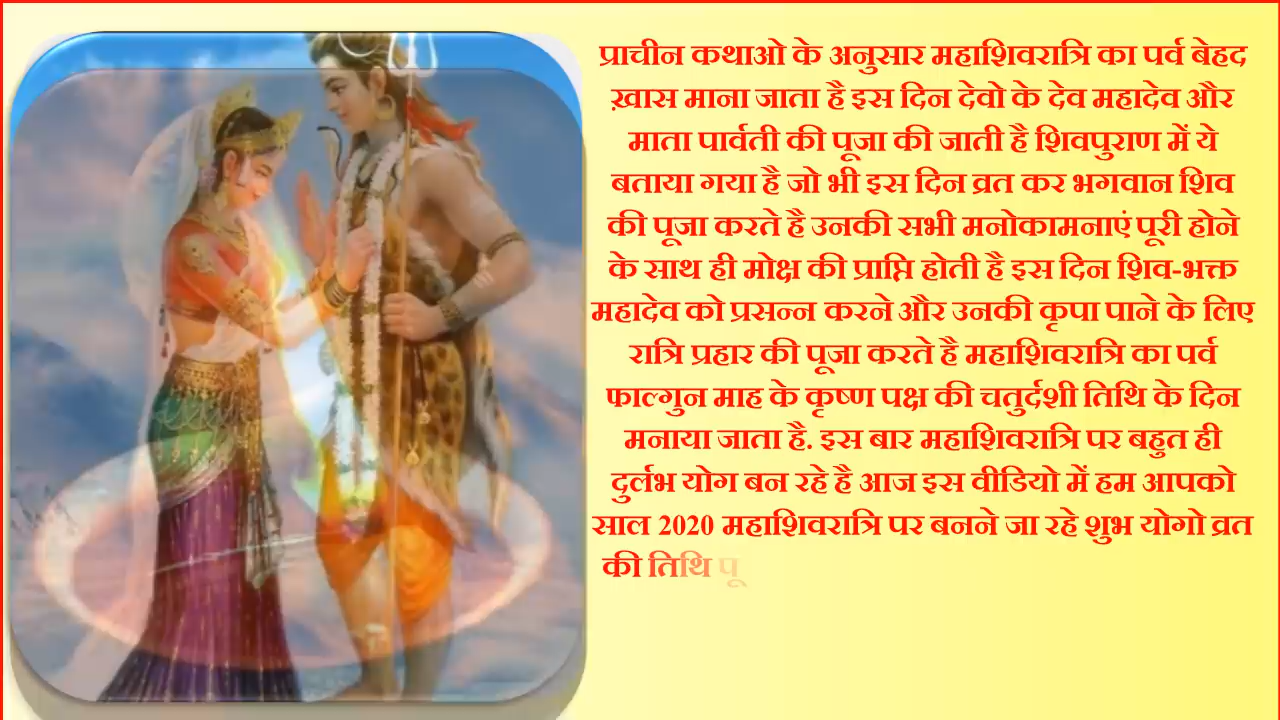 प्राचीन कथाओ के अनुसार महाशिवरात्रि का पर्व बेहद
ख़ास माना जाता है इस दिन देवो के देव महादेव और
माता पार्वती की पूजा की जाती है शिवपुराण में ये
बताया गया है जो भी इस दिन व्रत कर भगवान शिव
की पूजा करते है उनकी सभी मनोकामनाएं पूरी होने
के साथ ही मोक्ष की प्राप्ति होती है इस दिन शिव-भक्त
महादेव को प्रसन्न करने और उनकी कृपा पाने के लिए
रात्रि प्रहार की पूजा करते है महाशिवरात्रि का पर्व
फाल्गुन माह के कृष्ण पक्ष की चतुर्दशी तिथि के दिन
मनाया जाता है. इस बार महाशिवरात्रि पर बहुत ही
दुर्लभ योग बन रहे है आज इस वीडियो में हम आपको
साल 2020 महाशिवरात्रि पर बनने जा रहे शुभ योगो व्रत
की तिथि पू